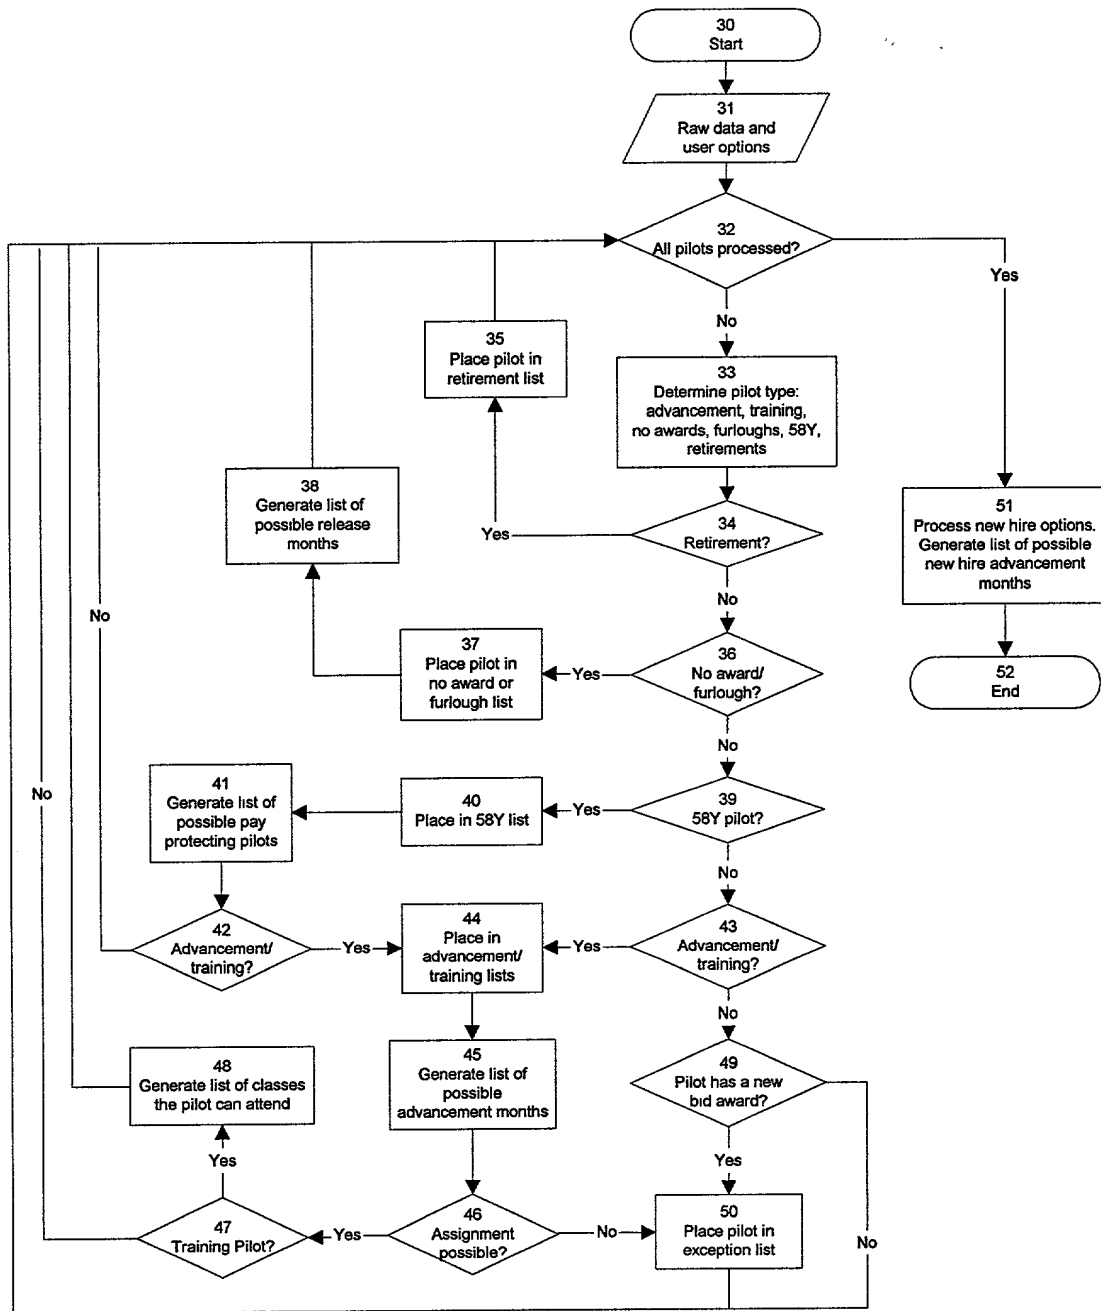 30
Start
31
Raw data and
user options
32
All pilots processed?
Yes
No
33
Determine pilot type:
advancement, training,
no awards, furloughs, 58Y,
retirements
35
Place pilot in
retirement list
38
Generate list of
possible release
months
34
Retirement?
Yes
No
51
Process new hire options.
Generate list of possible
new hire advancement
months
52
End
36
No award/
furlough?
Yes
No
37
Place pilot in
no award or
furlough list
No
39
58Y pilot?
Yes
No
40
Place in 58Y list
41
Generate list of
possible pay
protecting pilots
No
42
Advancement/
training?
Yes
44
Place in
advancement/
training lists
43
Advancement/
training?
Yes
No
45
Generate list of
possible
advancement months
49
Pilot has a new
bid award?
Yes
No
48
Generate list of classes
the pilot can attend
Yes
47
Training Pilot?
Yes
46
Assignment
possible?
No
50
Place pilot in
exception list